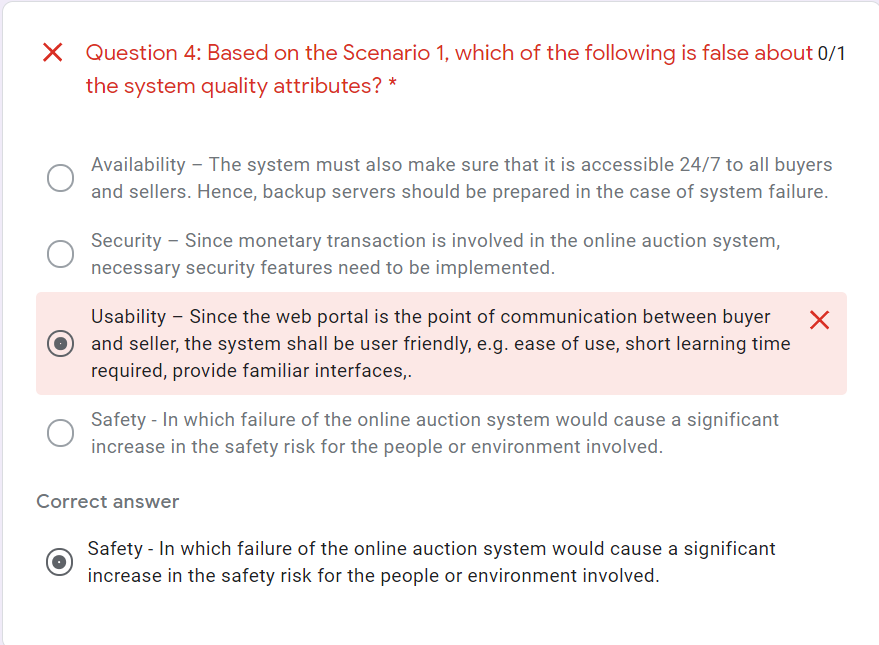 Question 4: Based on the Scenario 1, which of the following is false about 0/1
the system quality attributes? *
Availability – The system must also make sure that it is accessible 24/7 to all buyers
and sellers. Hence, backup servers should be prepared in the case of system failure.
Security – Since monetary transaction is involved in the online auction system,
necessary security features need to be implemented.
Usability – Since the web portal is the point of communication between buyer
and seller, the system shall be user friendly, e.g. ease of use, short learning time
required, provide familiar interfaces,.
Safety - In which failure of the online auction system would cause a significant
increase in the safety risk for the people or environment involved.
Correct answer
Safety - In which failure of the online auction system would cause a significant
increase in the safety risk for the people or environment involved.